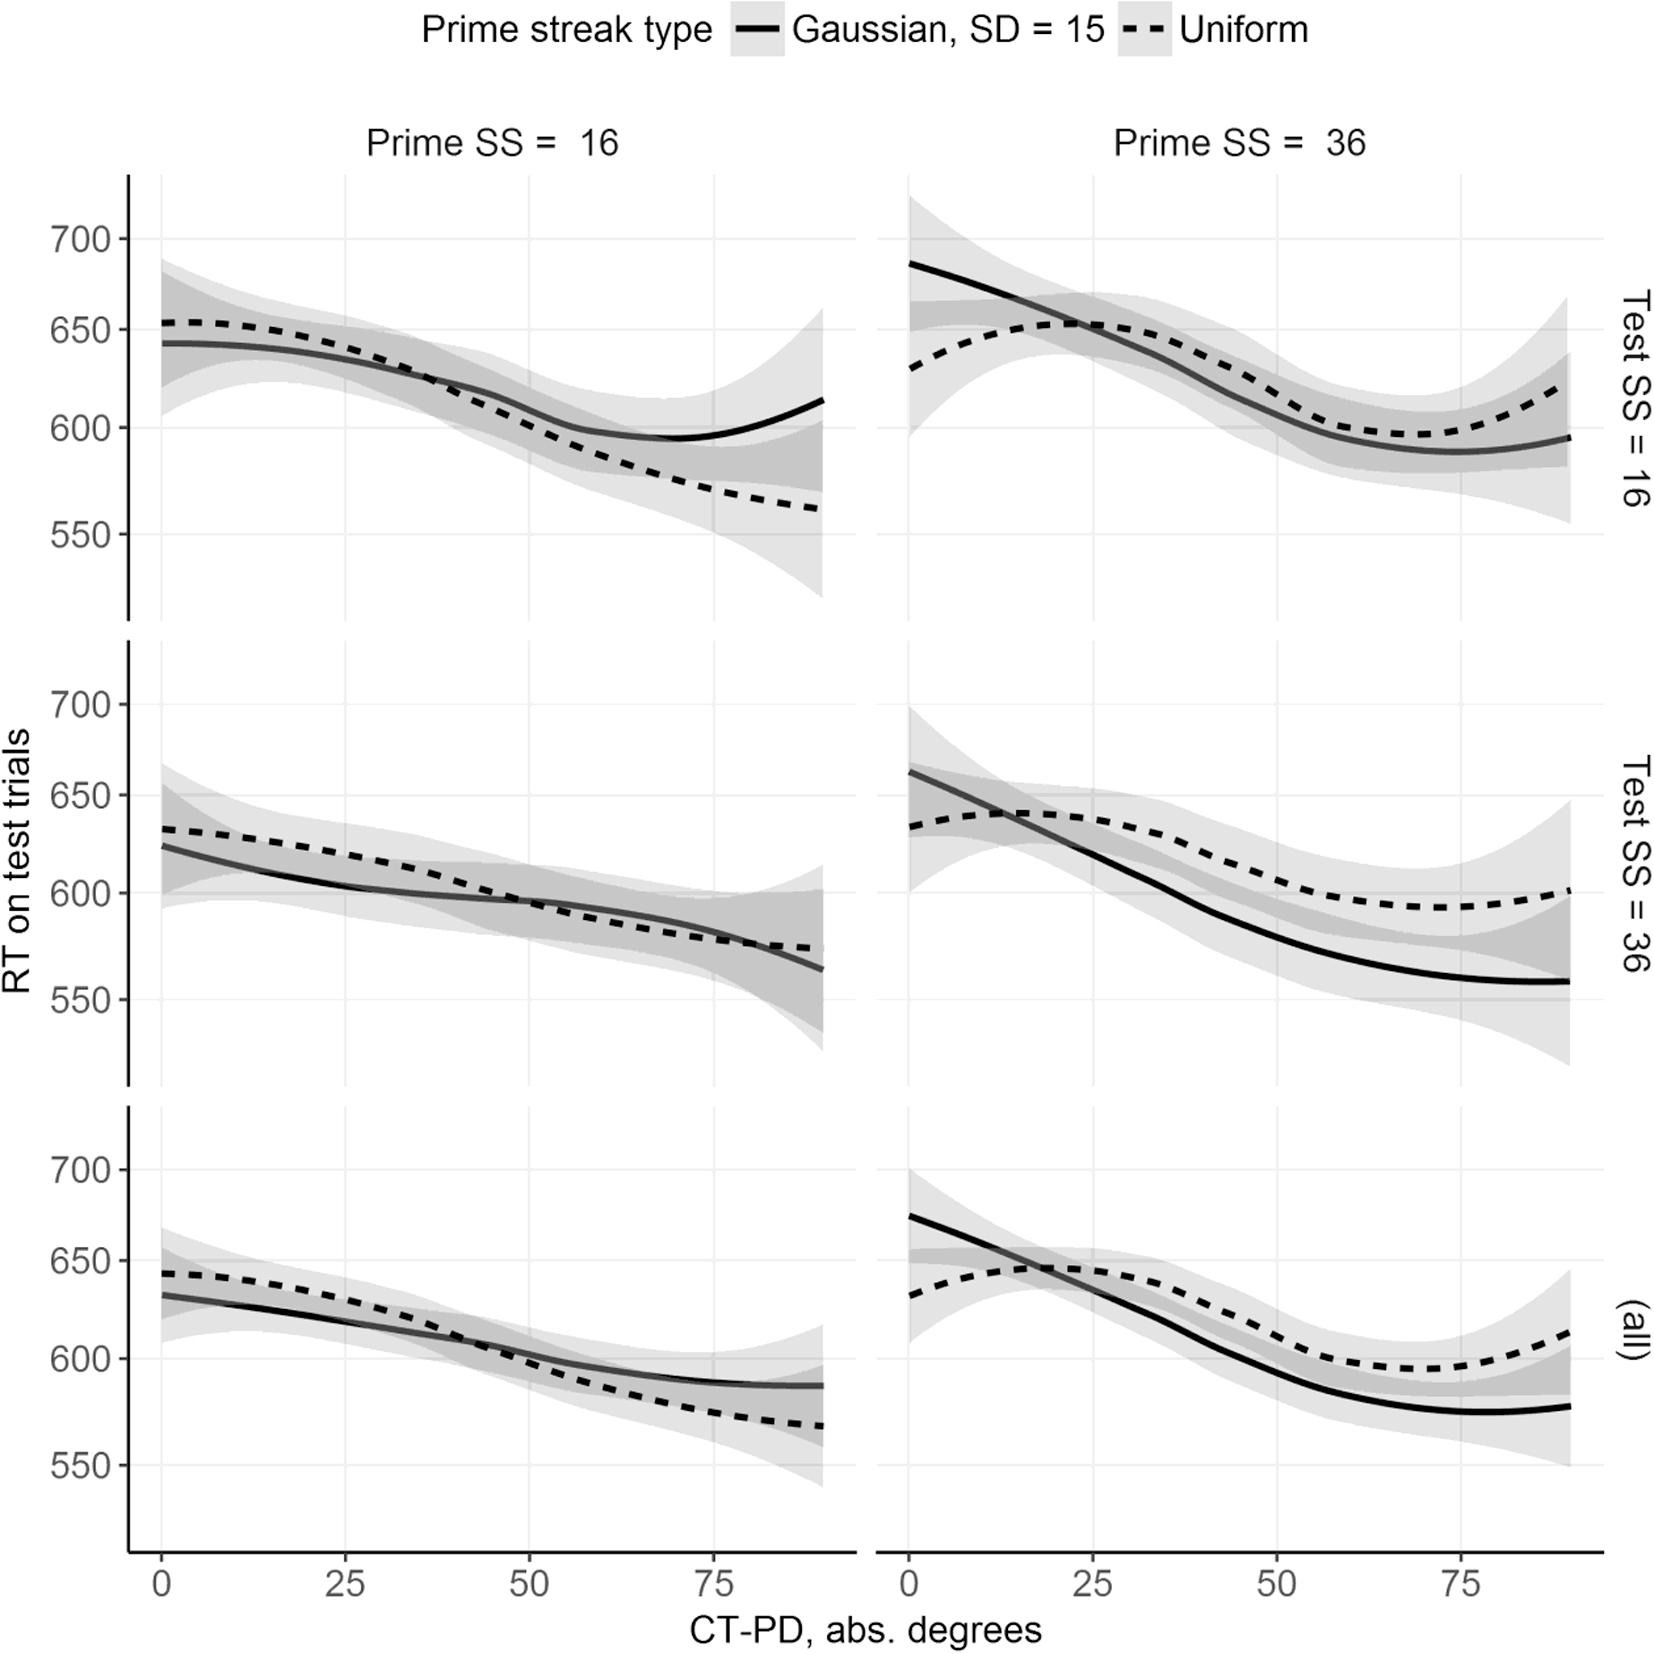 Prime streak type Gaussian, SD = 15 Uniform
Prime SS = 16
Prime SS = 36
700
650
600
550
Test SS = 16
700
650
600
550
Test SS = 36
700
650
600
550
(all)
RT on test trials
0 25 50 75
0 25 50 75
CT-PD, abs. degrees